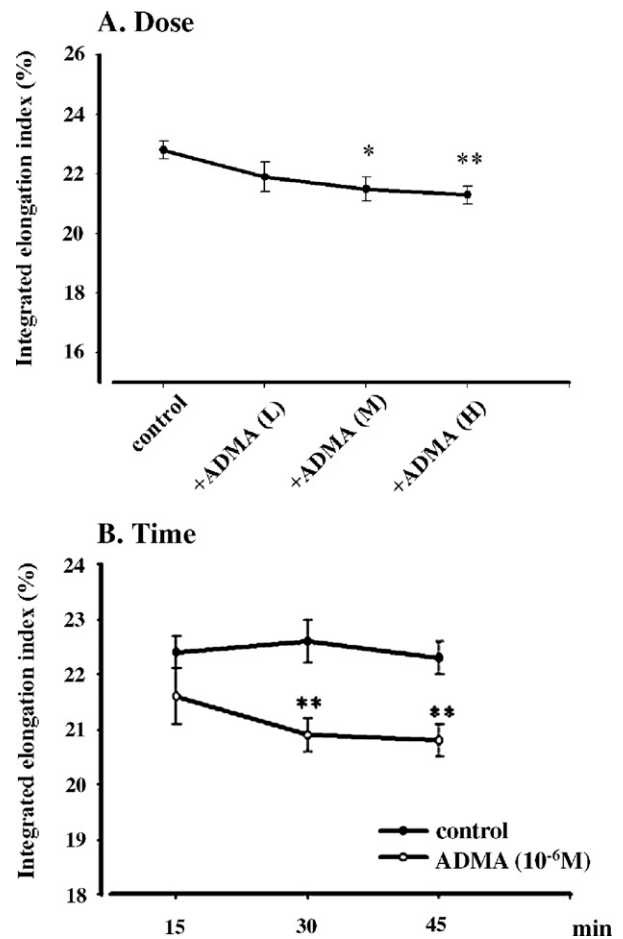 A. Dose
Integrated elongation index (%)
26
24
22
20
18
16
*
**
control
+ADMA (L)
+ADMA (M)
+ADMA (H)
B. Time
Integrated elongation index (%)
24
23
22
21
20
19
18
**
**
control
ADMA (10⁻⁶M)
15 30 45 min